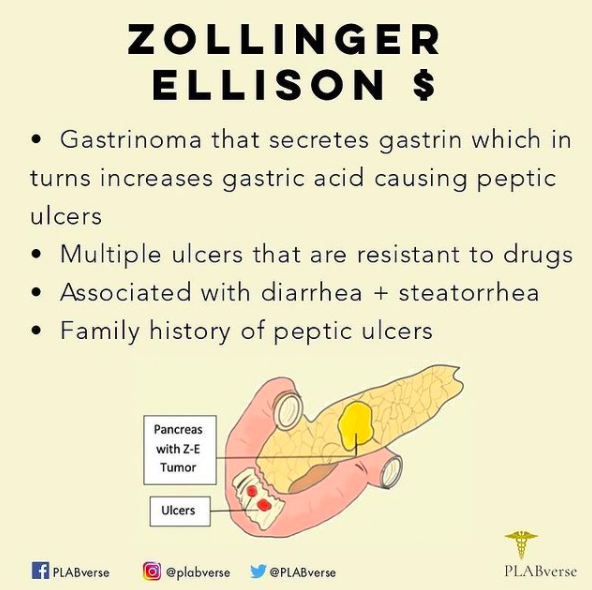 ZOLLINGER
ELLISON $
• Gastrinoma that secretes gastrin which in
turns increases gastric acid causing peptic
ulcers
• Multiple ulcers that are resistant to drugs
• Associated with diarrhea + steatorrhea
• Family history of peptic ulcers
Pancreas
with Z-E
Tumor
Ulcers
PLABverse @plabverse @PLABverse
PLABverse